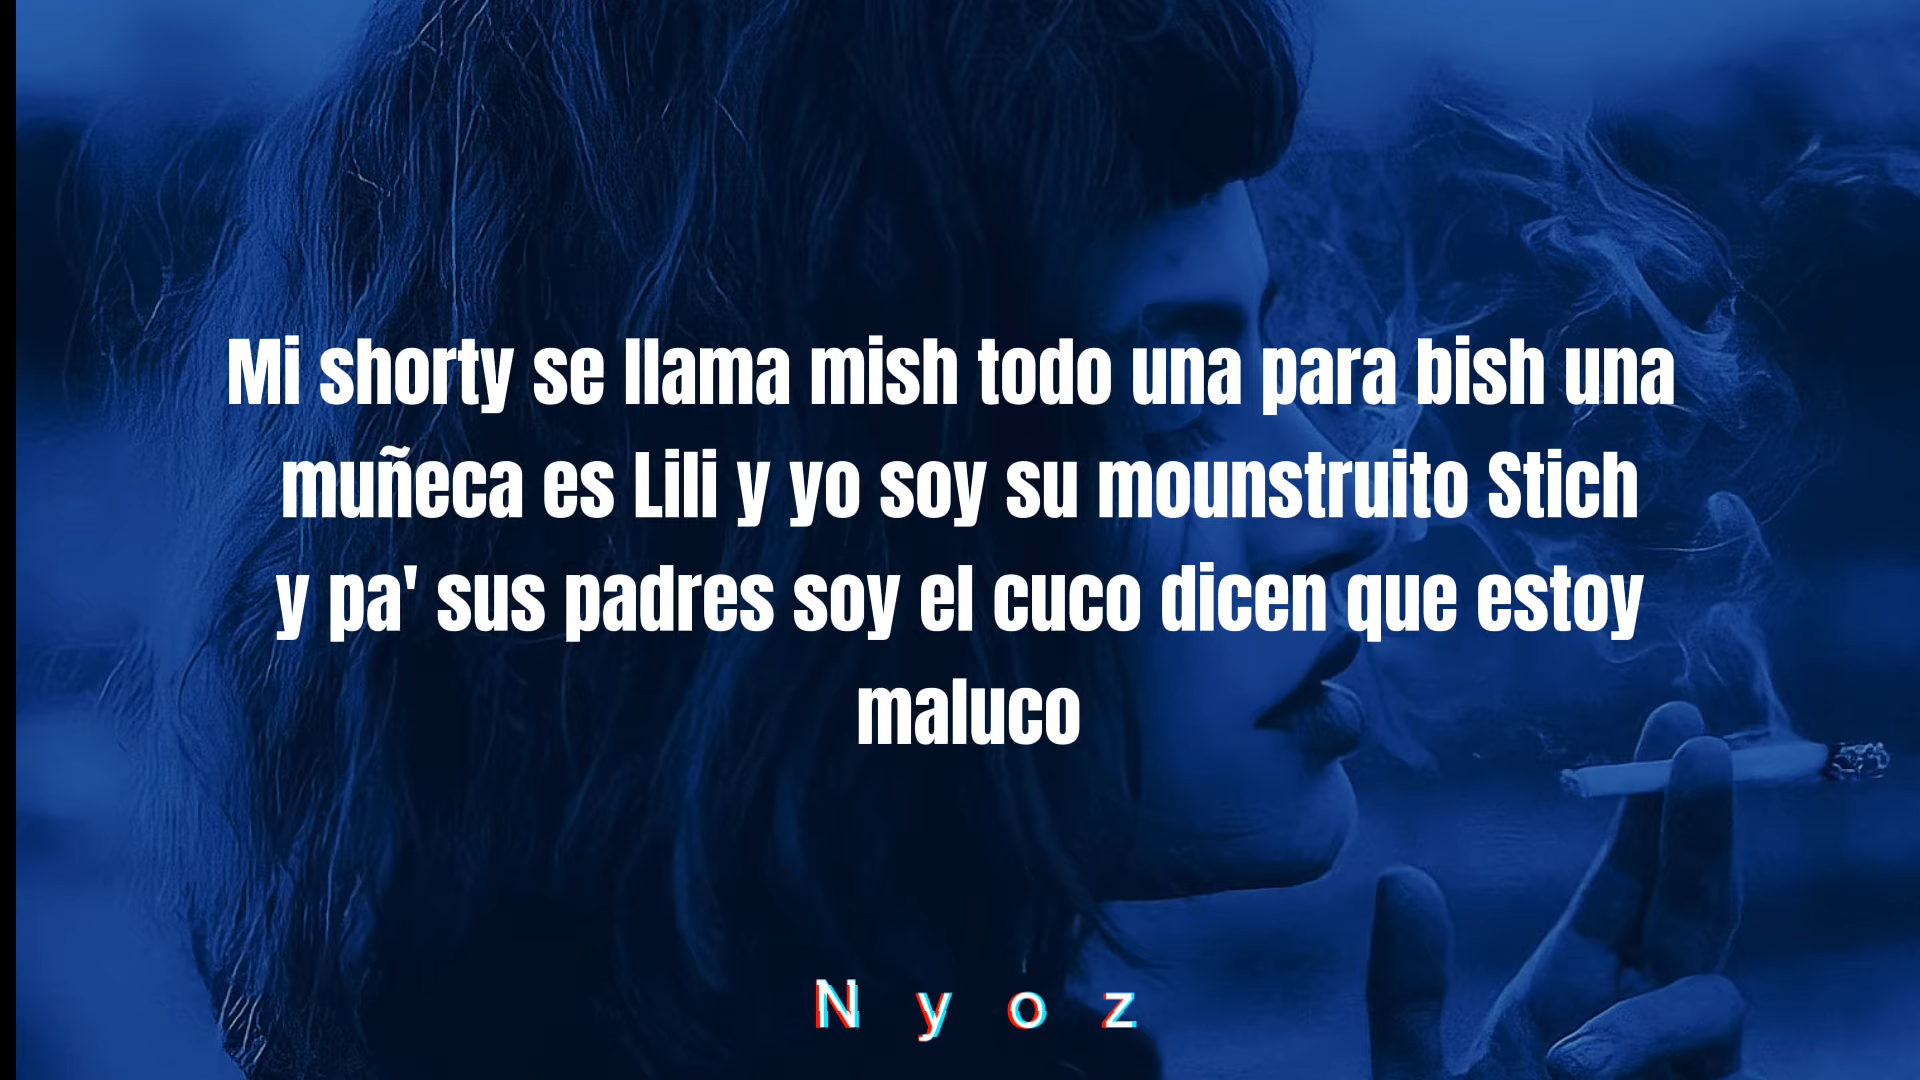 Mi shorty se llama mish todo una para bish una
muñeca es Lili y yo soy su mounstruito Stich
y pa' sus padres soy el cuco dicen que estoy
maluco
N y o z